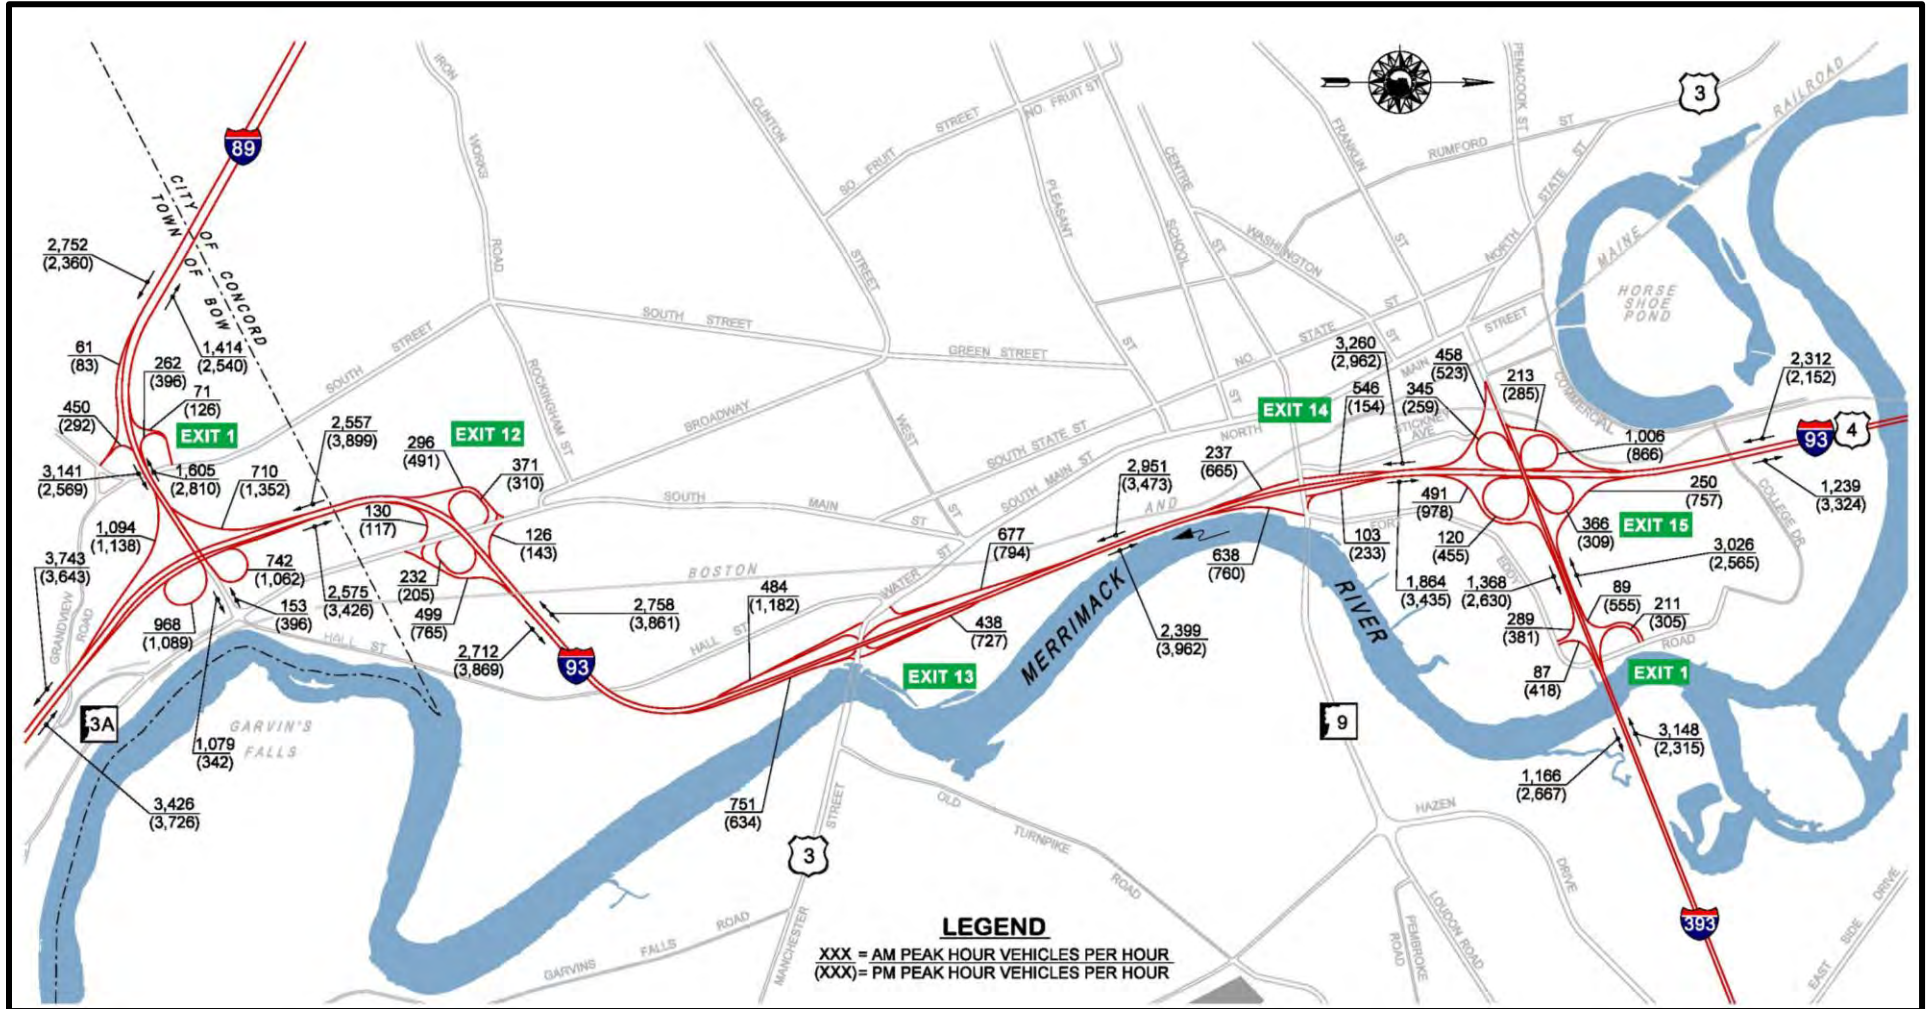 89
CITY OF CONCORD
TOWN OF BOW
IRON WORKS ROAD
CLINTON STREET
SO FRUIT STREET
NO FRUIT ST
PLEASANT ST
CENTRE ST
SCHOOL ST
WASHINGTON ST
FRANKLIN ST
PENACOOK ST
RUMFORD ST
NORTH STATE ST
3
MAINE RAILROAD
HORSE
SHOE
POND
2,752
(2,360)
1,414
(2,540)
61
(83)
262
(396)
71
(126)
450
(292)
EXIT 1
3,141
(2,569)
1,605
(2,810)
710
(1,352)
1,094
(1,138)
3,743
(3,643)
742
(1,062)
153
(396)
968
(1,089)
1,079
(342)
3,426
(3,726)
GRANDVIEW ROAD
3A
GARVIN'S
FALLS
SOUTH STREET
SOUTH STREET
GREEN STREET
ROCKINGHAM ST
BROADWAY
WEST ST
SOUTH STATE ST
SOUTH MAIN ST
SOUTH MAIN ST
NO. STATE ST
NORTH MAIN STREET
STICKNEY
AVE
COMMERCIAL
COLLEGE DR
2,557
(3,899)
EXIT 12
296
(491)
371
(310)
130
(117)
126
(143)
232
(205)
499
(765)
2,575
(3,426)
2,758
(3,861)
2,712
(3,869)
93
BOSTON AND
HALL ST
HALL ST
WATER ST
484
(1,182)
677
(794)
438
(727)
751
(634)
EXIT 13
2,951
(3,473)
2,399
(3,962)
237
(665)
638
(760)
EXIT 14
3,260
(2,962)
546
(154)
103
(233)
1,864
(3,435)
MERRIMACK RIVER
458
(523)
345
(259)
213
(285)
1,006
(866)
491
(978)
120
(455)
366
(309)
250
(757)
EXIT 15
2,312
(2,152)
93
4
1,239
(3,324)
3,026
(2,565)
1,368
(2,630)
89
(555)
211
(305)
289
(381)
87
(418)
EXIT 1
FORT EDDY ROAD
3,148
(2,315)
1,166
(2,667)
9
393
3
MANCHESTER STREET
OLD TURNPIKE ROAD
GARVINS FALLS ROAD
HAZEN DRIVE
LOUDON ROAD
PEMBROKE
ROAD
EAST SIDE DRIVE
LEGEND
XXX = AM PEAK HOUR VEHICLES PER HOUR
(XXX)= PM PEAK HOUR VEHICLES PER HOUR